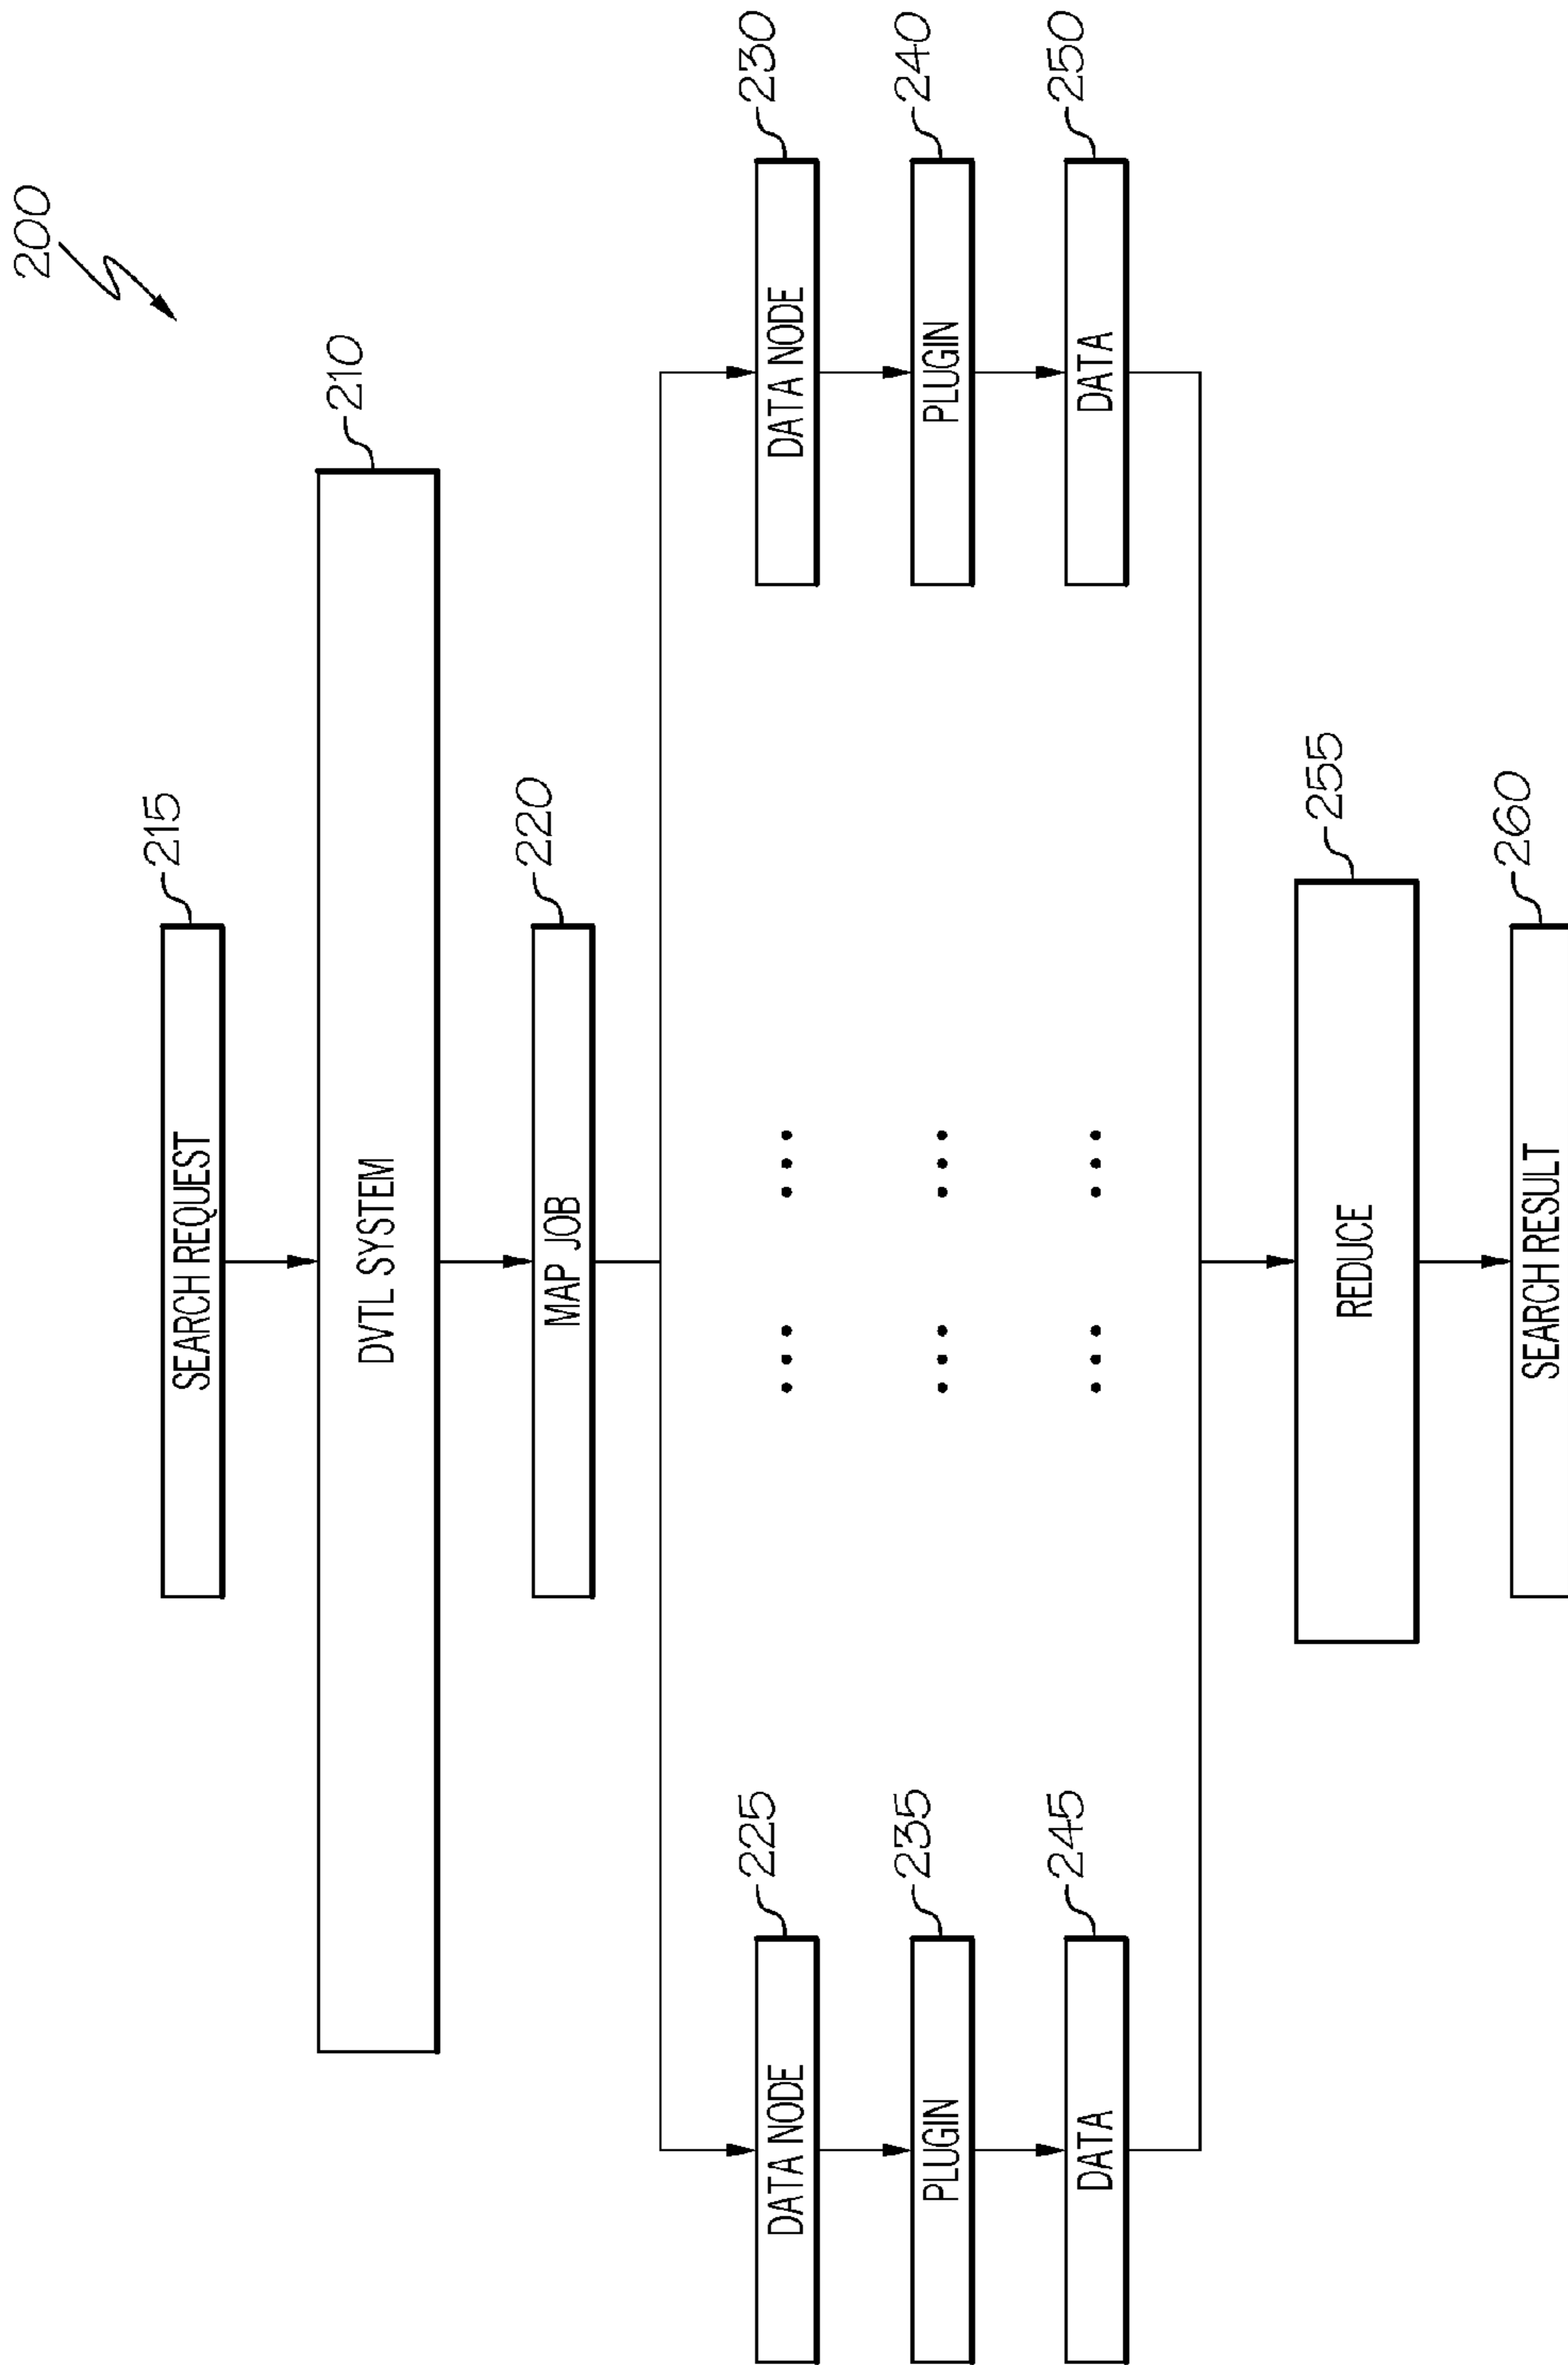 200
SEARCH REQUEST
215
DVTL SYSTEM
210
MAP JOB
220
DATA NODE
225
DATA NODE
230
PLUGIN
235
PLUGIN
240
DATA
245
DATA
250
REDUCE
255
SEARCH RESULT
260